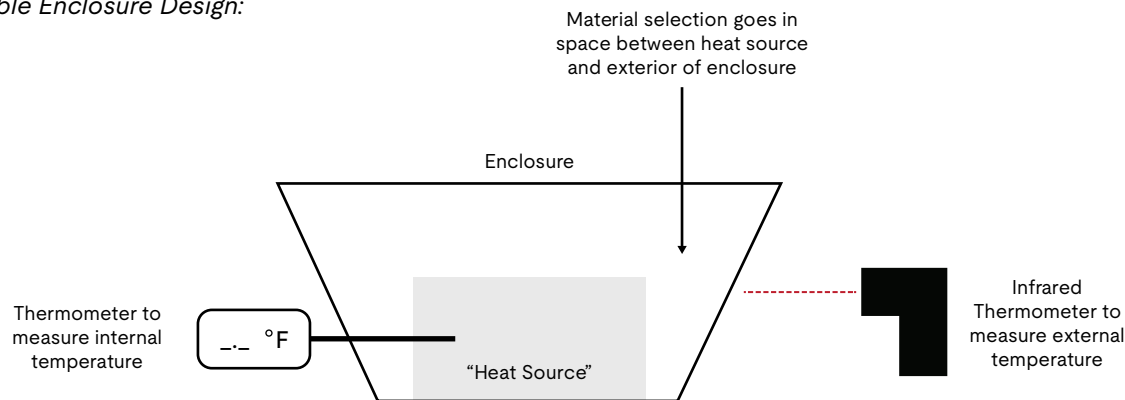 ble Enclosure Design:
Material selection goes in
space between heat source
and exterior of enclosure
Enclosure
Thermometer to
measure internal
temperature
_._ °F
"Heat Source"
Infrared
Thermometer to
measure external
temperature